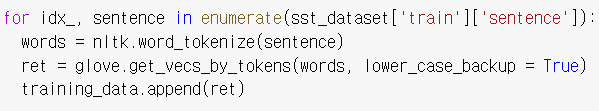 for idx_, sentence in enumerate(sst_dataset['train']['sentence']):
  words = nltk.word_tokenize(sentence)
  ret = glove.get_vecs_by_tokens(words, lower_case_backup = True)
  training_data.append(ret)